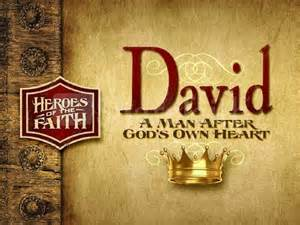 HEROES
OF THE
FAITH
David
A MAN AFTER
GOD'S OWN HEART